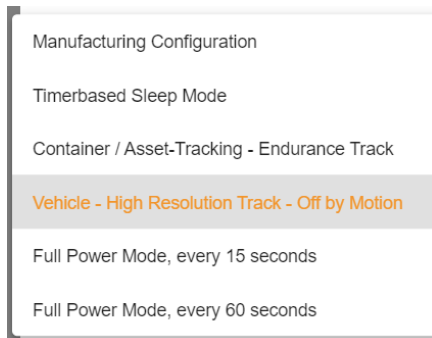 Manufacturing Configuration
Timerbased Sleep Mode
Container / Asset-Tracking - Endurance Track
Vehicle - High Resolution Track - Off by Motion
Full Power Mode, every 15 seconds
Full Power Mode, every 60 seconds